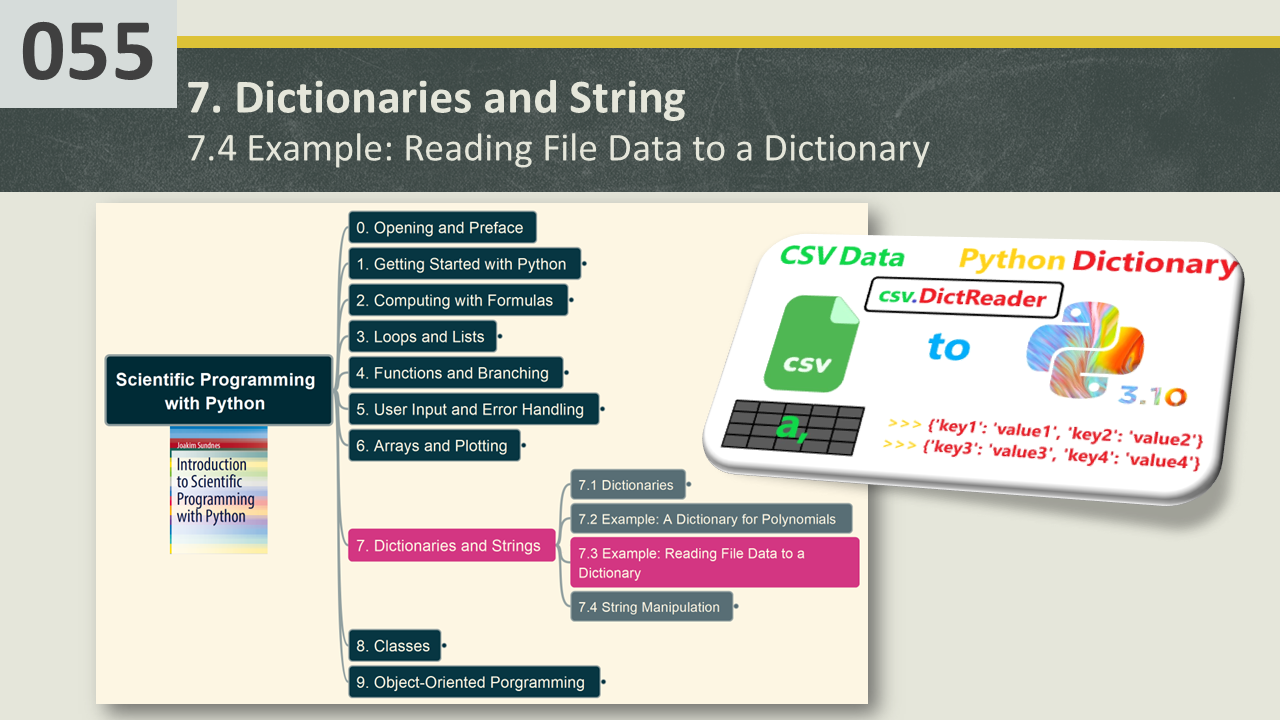 055
7. Dictionaries and String
7.4 Example: Reading File Data to a Dictionary
0. Opening and Preface
1. Getting Started with Python
2. Computing with Formulas
3. Loops and Lists
4. Functions and Branching
5. User Input and Error Handling
6. Arrays and Plotting
Scientific Programming
with Python
Joakim Sundnes
Introduction
to Scientific
Programming
with Python
7. Dictionaries and Strings
7.1 Dictionaries
7.2 Example: A Dictionary for Polynomials
7.3 Example: Reading File Data to a
Dictionary
7.4 String Manipulation
8. Classes
9. Object-Oriented Porgramming
CSV Data
Python Dictionary
csv.DictReader
csv
to
3.10
a,
>>> {'key1': 'value1', 'key2': 'value2'}
>>> {'key3': 'value3', 'key4': 'value4'}